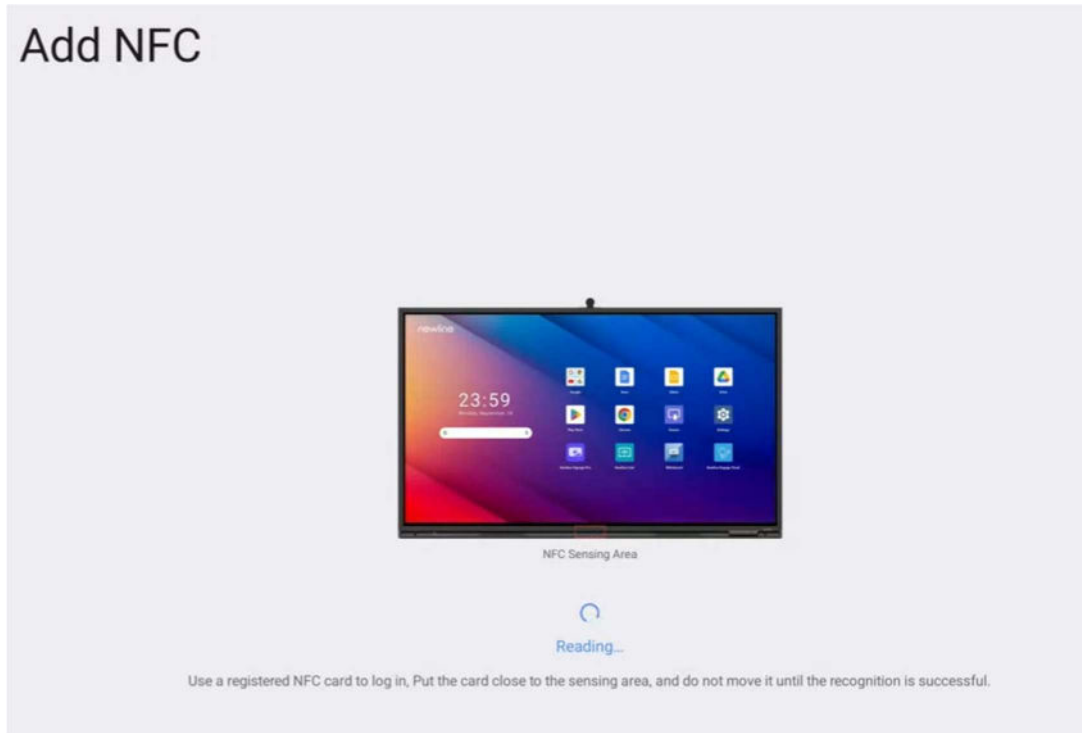 Add NFC
newline
23:59
NFC Sensing Area
Reading...
Use a registered NFC card to log in, Put the card close to the sensing area, and do not move it until the recognition is successful.